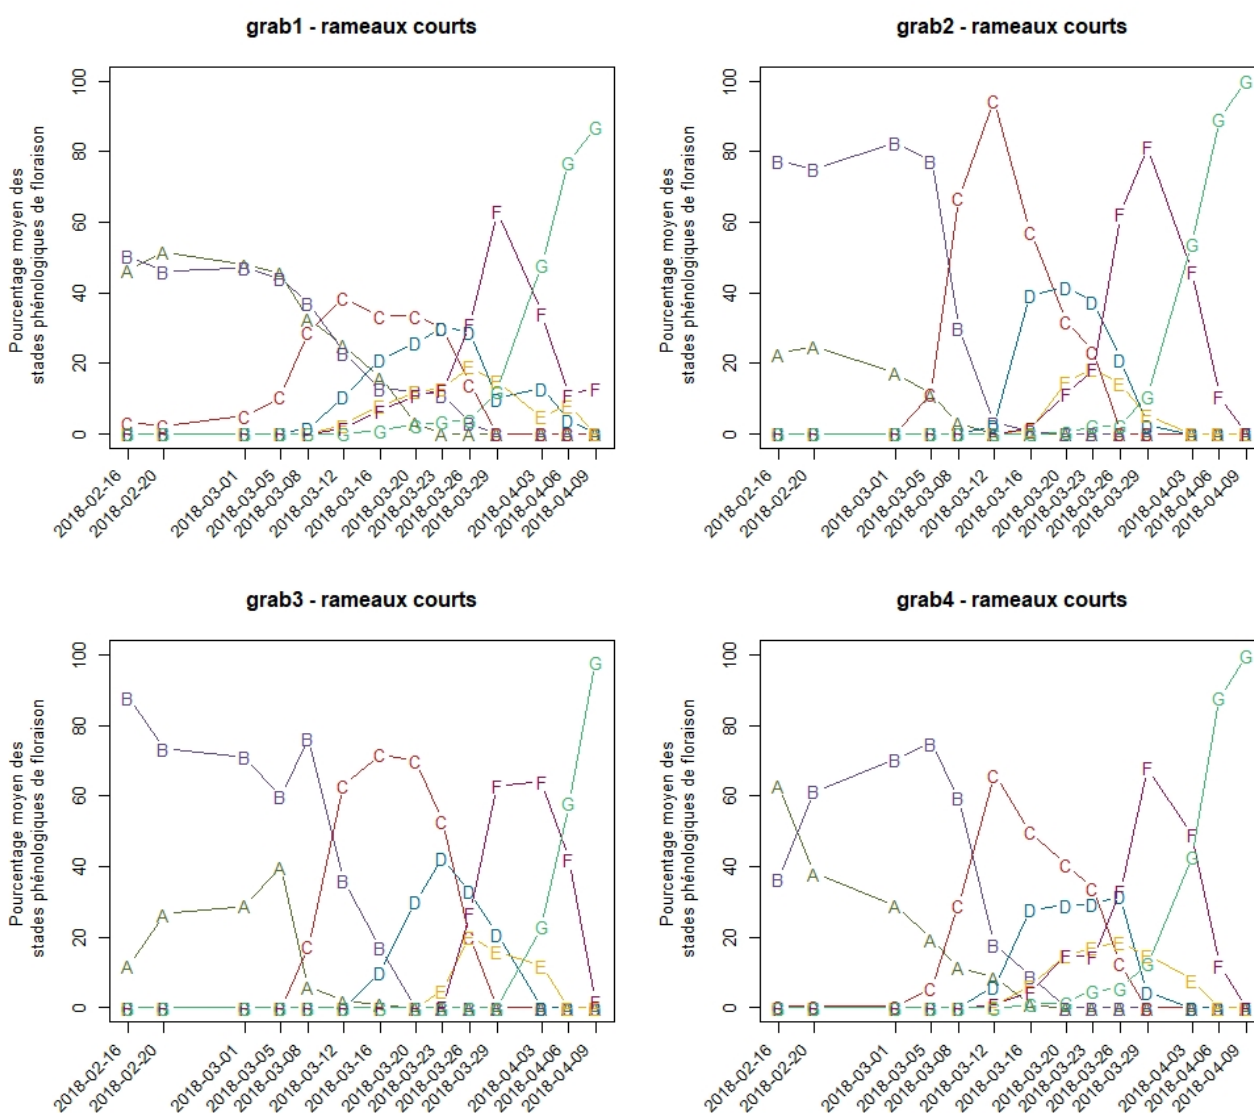 grab1 - rameaux courts
Pourcentage moyen des
stades phénologiques de floraison
0 20 40 60 80 100
A B C D E F G
2018-02-16 2018-02-20 2018-03-01 2018-03-05 2018-03-08 2018-03-12 2018-03-16 2018-03-20 2018-03-23 2018-03-26 2018-03-29 2018-04-03 2018-04-06 2018-04-09
grab2 - rameaux courts
Pourcentage moyen des
stades phénologiques de floraison
0 20 40 60 80 100
A B C D E F G
2018-02-16 2018-02-20 2018-03-01 2018-03-05 2018-03-08 2018-03-12 2018-03-16 2018-03-20 2018-03-23 2018-03-26 2018-03-29 2018-04-03 2018-04-06 2018-04-09
grab3 - rameaux courts
Pourcentage moyen des
stades phénologiques de floraison
0 20 40 60 80 100
A B C D E F G
2018-02-16 2018-02-20 2018-03-01 2018-03-05 2018-03-08 2018-03-12 2018-03-16 2018-03-20 2018-03-23 2018-03-26 2018-03-29 2018-04-03 2018-04-06 2018-04-09
grab4 - rameaux courts
Pourcentage moyen des
stades phénologiques de floraison
0 20 40 60 80 100
A B C D E F G
2018-02-16 2018-02-20 2018-03-01 2018-03-05 2018-03-08 2018-03-12 2018-03-16 2018-03-20 2018-03-23 2018-03-26 2018-03-29 2018-04-03 2018-04-06 2018-04-09